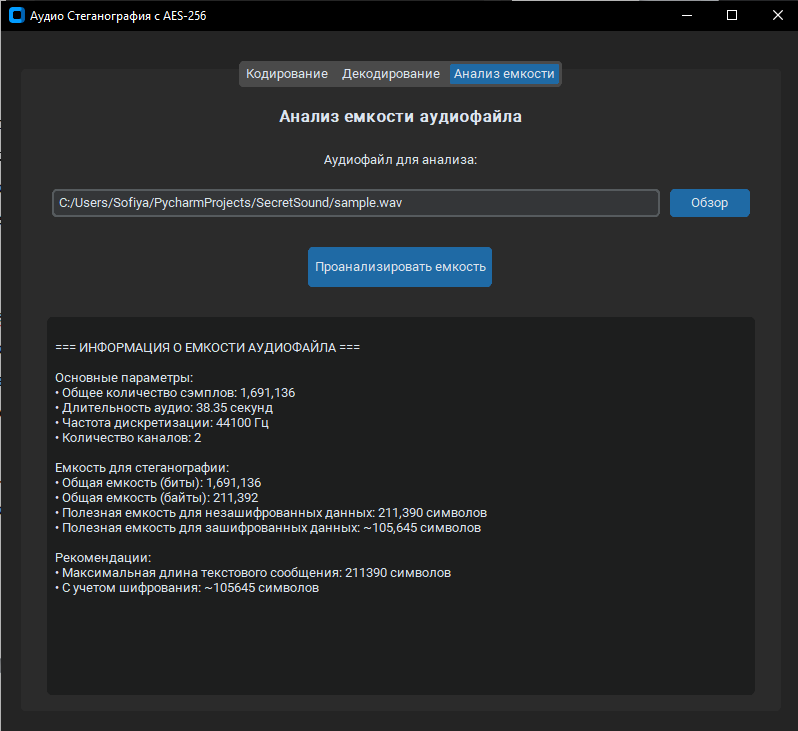 Аудио Стеганография с AES-256
Кодирование Декодирование Анализ емкости
Анализ емкости аудиофайла
Аудиофайл для анализа:
C:/Users/Sofiya/PycharmProjects/SecretSound/sample.wav Обзор
Проанализировать емкость
=== ИНФОРМАЦИЯ О ЕМКОСТИ АУДИОФАЙЛА ===
Основные параметры:
• Общее количество сэмплов: 1,691,136
• Длительность аудио: 38.35 секунд
• Частота дискретизации: 44100 Гц
• Количество каналов: 2
Емкость для стеганографии:
• Общая емкость (биты): 1,691,136
• Общая емкость (байты): 211,392
• Полезная емкость для незашифрованных данных: 211,390 символов
• Полезная емкость для зашифрованных данных: ~105,645 символов
Рекомендации:
• Максимальная длина текстового сообщения: 211390 символов
• С учетом шифрования: ~105645 символов